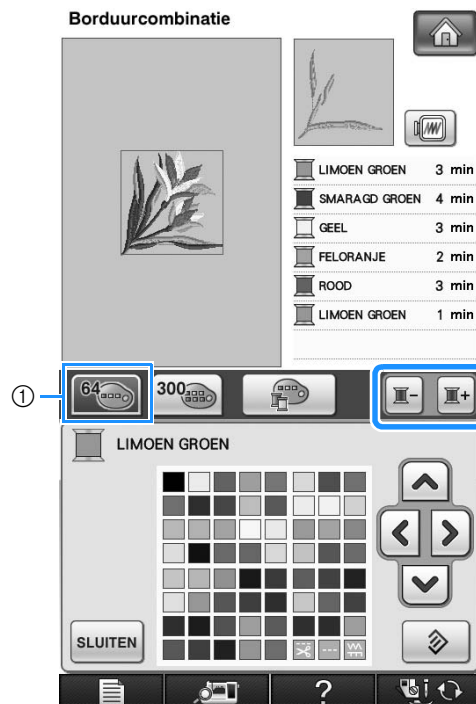 Borduurcombinatie
LIMOEN GROEN 3 min
SMARAGD GROEN 4 min
GEEL 3 min
FELORANJE 2 min
ROOD 3 min
LIMOEN GROEN 1 min
① 64 300 - +
LIMOEN GROEN
SLUITEN
?